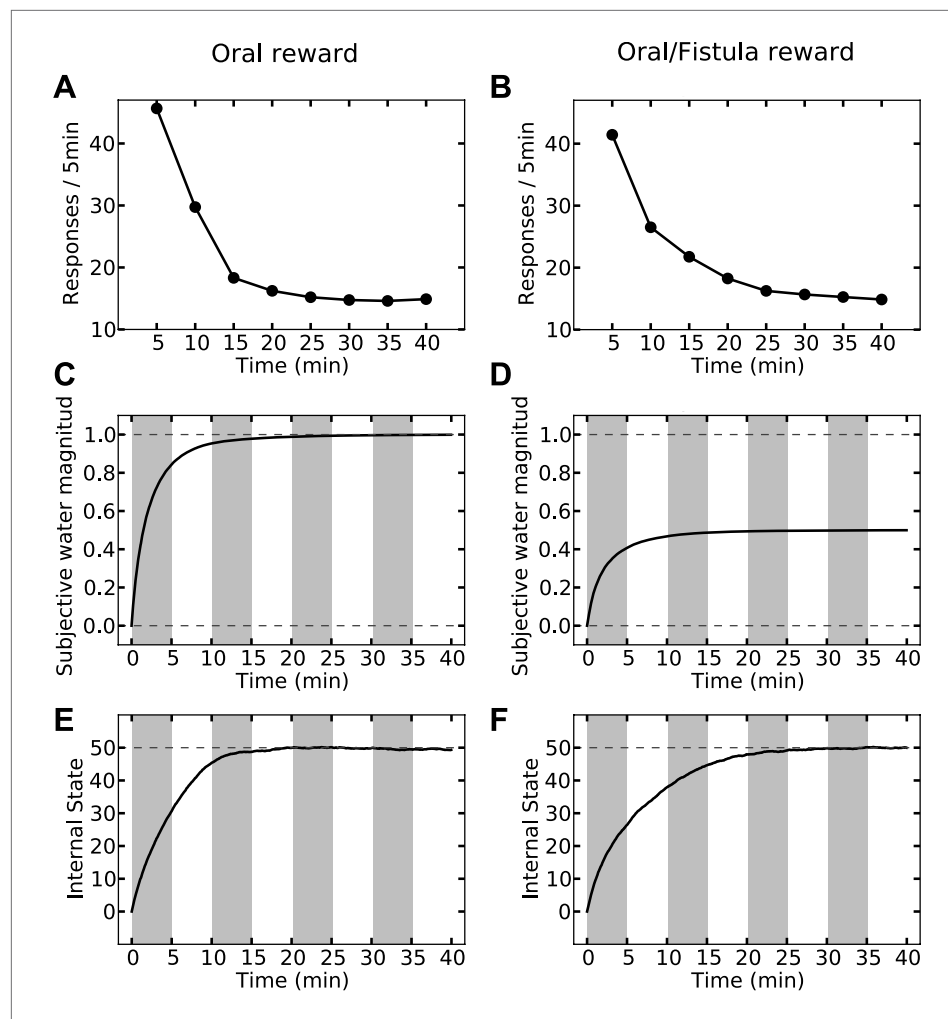 Oral reward
Oral/Fistula reward
A
Responses / 5min
40
30
20
10
5 10 15 20 25 30 35 40
Time (min)
B
Responses / 5min
40
30
20
10
5 10 15 20 25 30 35 40
Time (min)
C
Subjective water magnitud
1.0
0.8
0.6
0.4
0.2
0.0
0 5 10 15 20 25 30 35 40
Time (min)
D
Subjective water magnitud
1.0
0.8
0.6
0.4
0.2
0.0
0 5 10 15 20 25 30 35 40
Time (min)
E
Internal State
50
40
30
20
10
0
0 5 10 15 20 25 30 35 40
Time (min)
F
Internal State
50
40
30
20
10
0
0 5 10 15 20 25 30 35 40
Time (min)